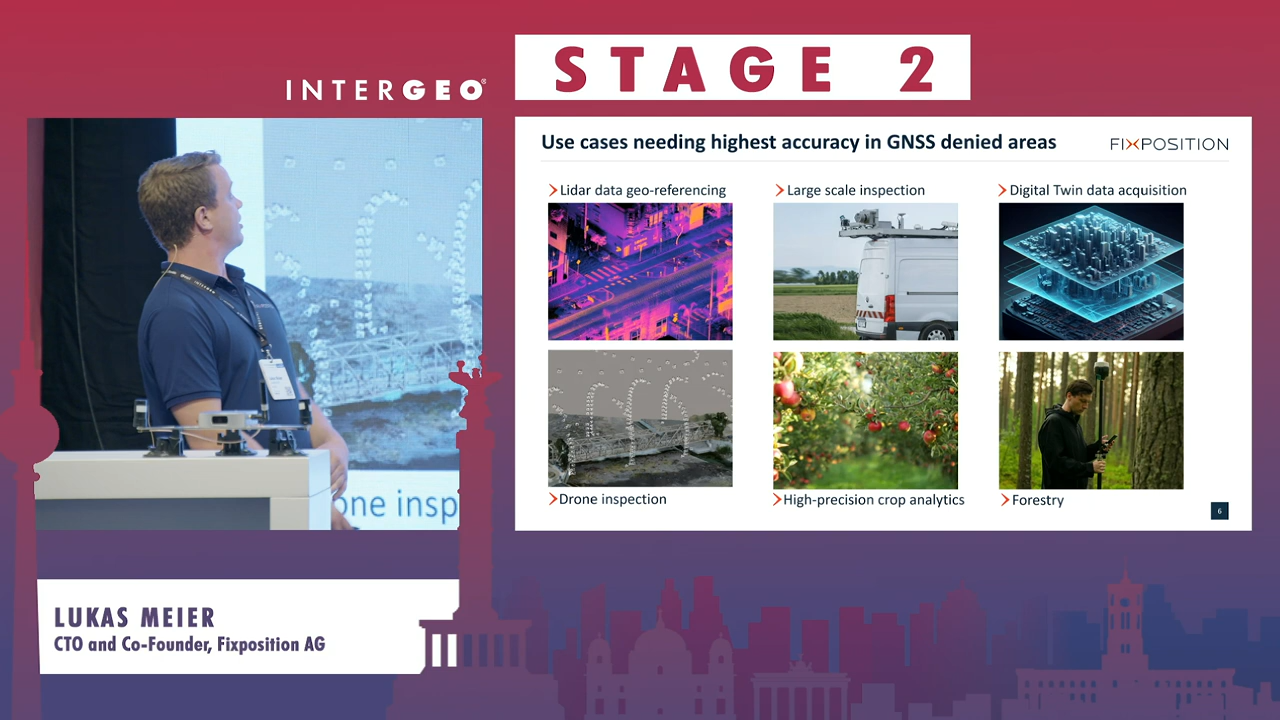 INTERGEO®
STAGE 2
Use cases needing highest accuracy in GNSS denied areas
FIXPOSITION
Lidar data geo-referencing
Large scale inspection
Digital Twin data acquisition
Drone inspection
High-precision crop analytics
Forestry
6
one insp
LUKAS MEIER
CTO and Co-Founder, Fixposition AG